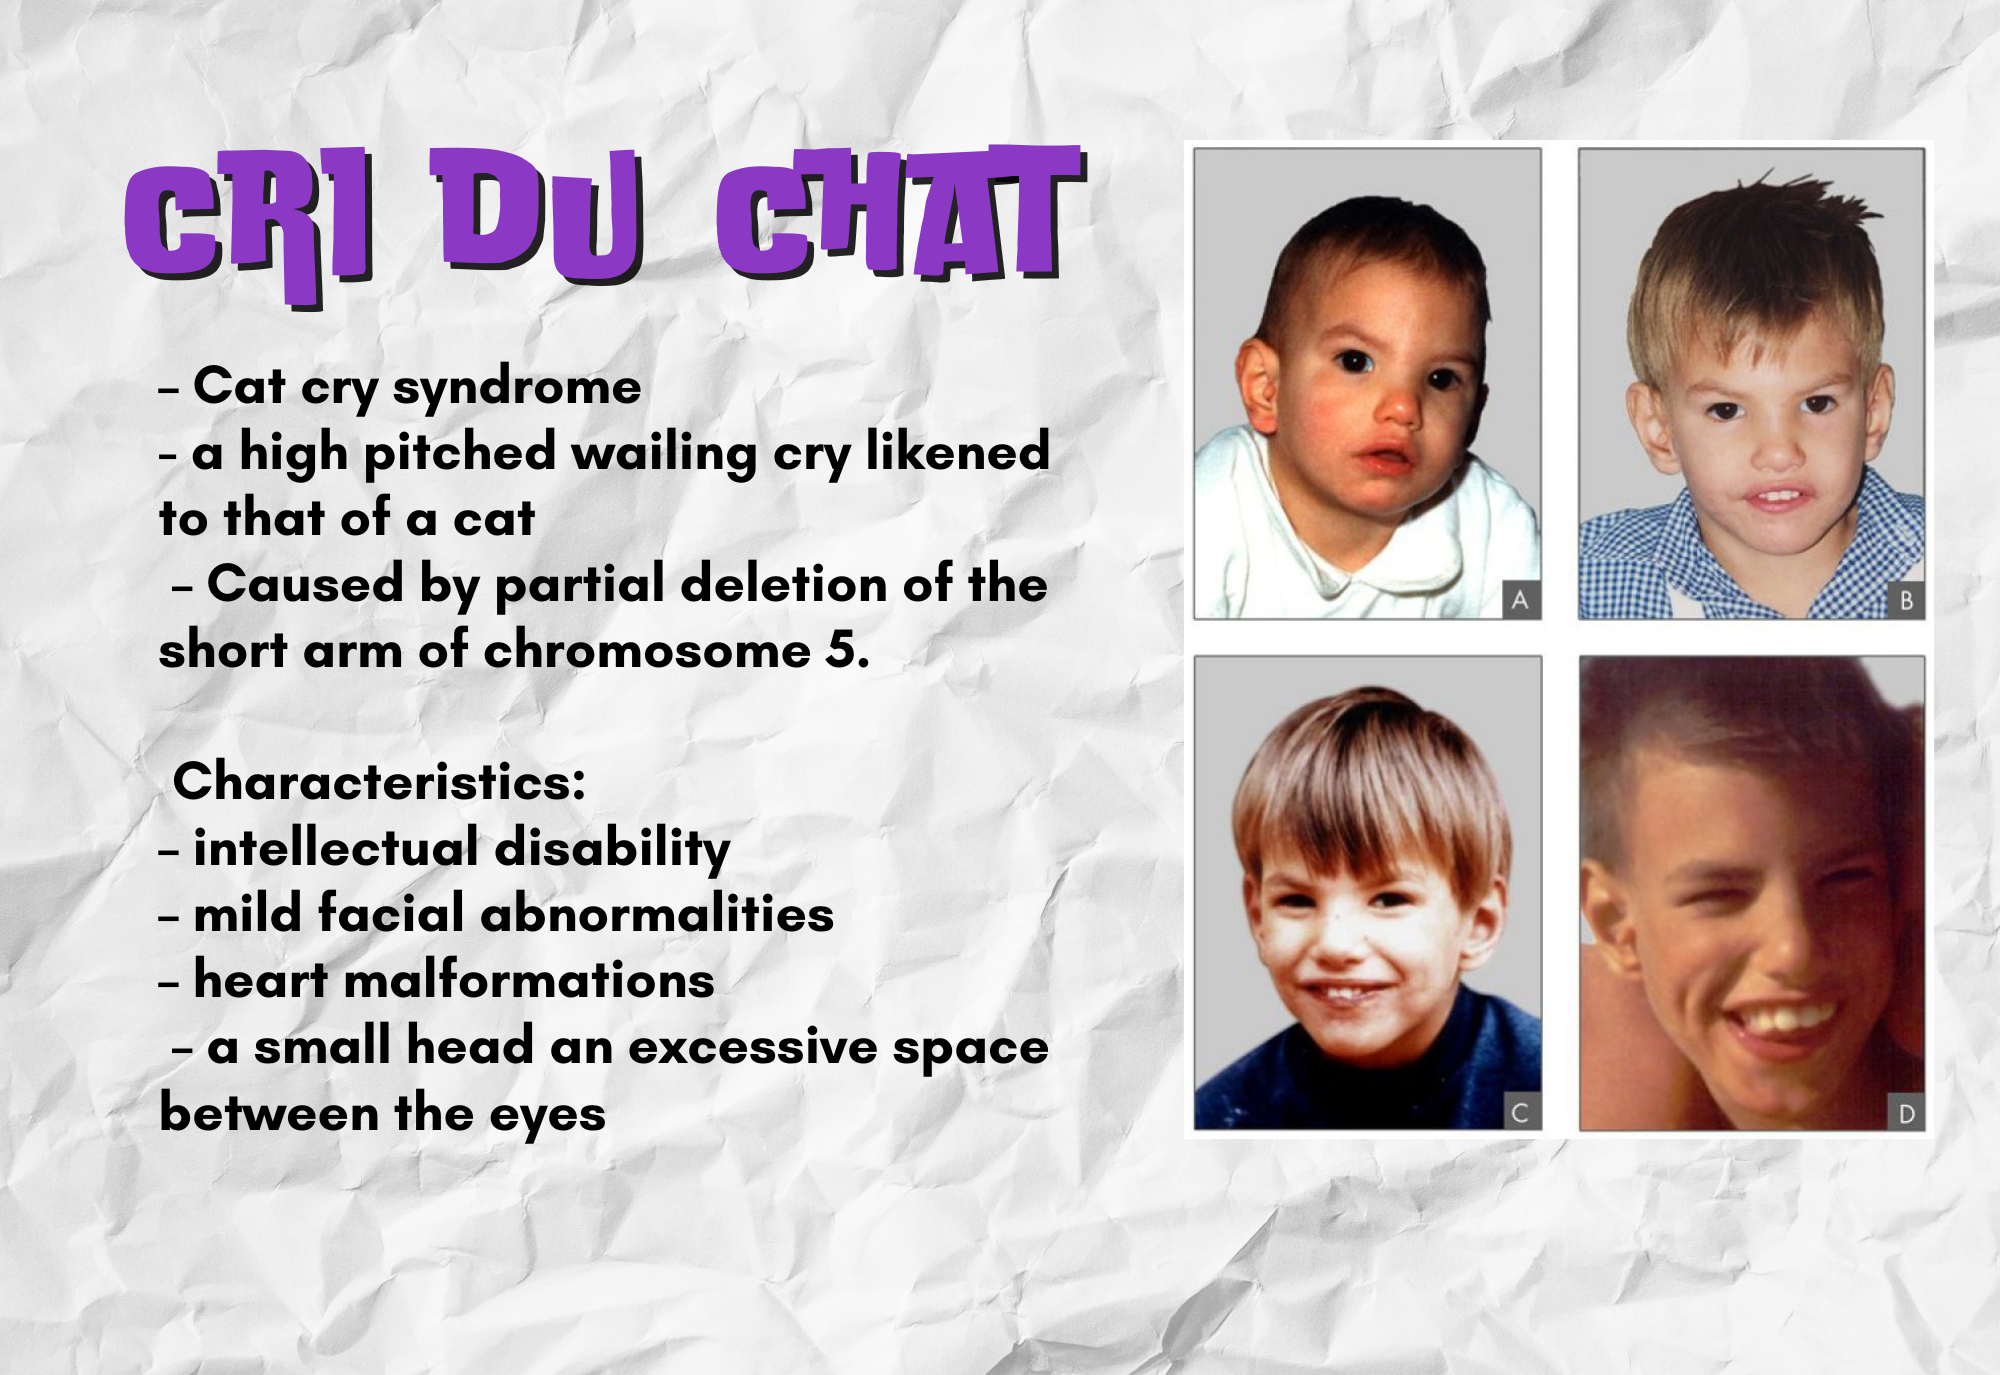 CRI DU CHAT
– Cat cry syndrome
- a high pitched wailing cry likened
to that of a cat
– Caused by partial deletion of the
short arm of chromosome 5.
Characteristics:
– intellectual disability
– mild facial abnormalities
– heart malformations
– a small head an excessive space
between the eyes
A
B
C
D